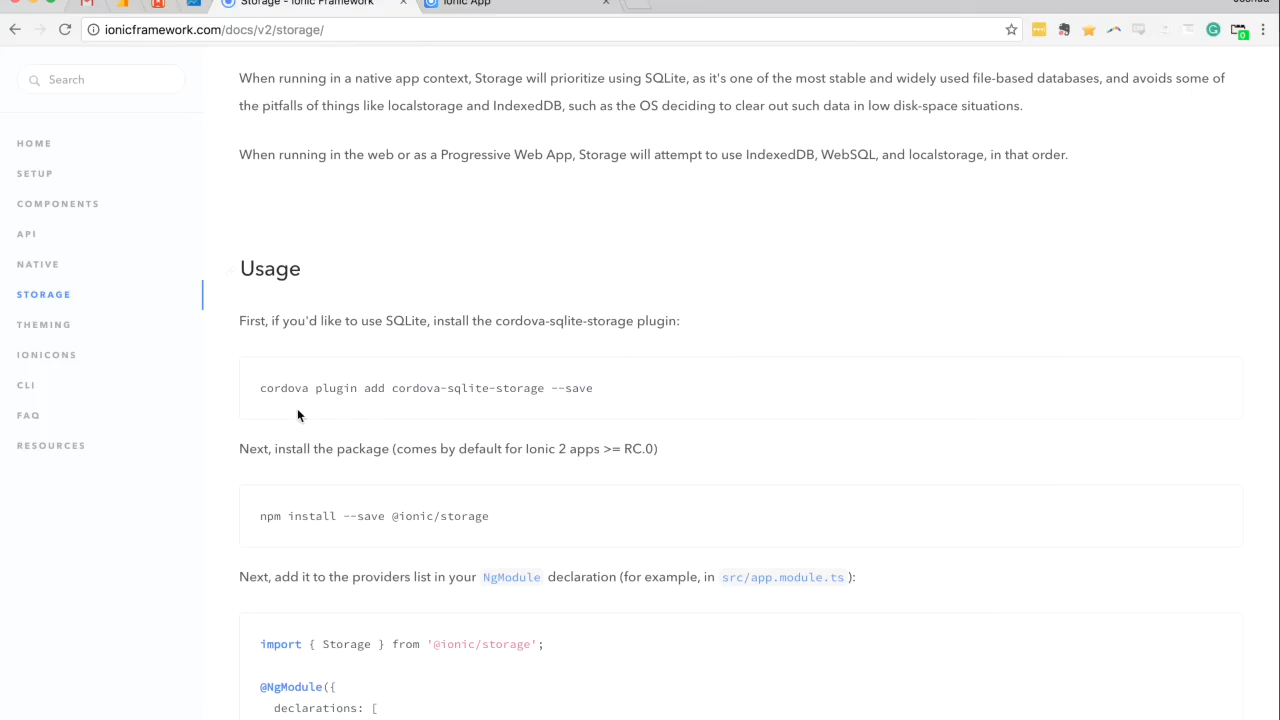 Storage - Ionic Framework
Ionic App
Joshua
ionicframework.com/docs/v2/storage/
0
Search
HOME
SETUP
COMPONENTS
API
NATIVE
STORAGE
THEMING
IONICONS
CLI
FAQ
RESOURCES
When running in a native app context, Storage will prioritize using SQLite, as it's one of the most stable and widely used file-based databases, and avoids some of
the pitfalls of things like localstorage and IndexedDB, such as the OS deciding to clear out such data in low disk-space situations.
When running in the web or as a Progressive Web App, Storage will attempt to use IndexedDB, WebSQL, and localstorage, in that order.
Usage
First, if you'd like to use SQLite, install the cordova-sqlite-storage plugin:
cordova plugin add cordova-sqlite-storage --save
Next, install the package (comes by default for Ionic 2 apps >= RC.0)
npm install --save @ionic/storage
Next, add it to the providers list in your NgModule declaration (for example, in src/app.module.ts ):
import { Storage } from '@ionic/storage';
@NgModule({
declarations: [